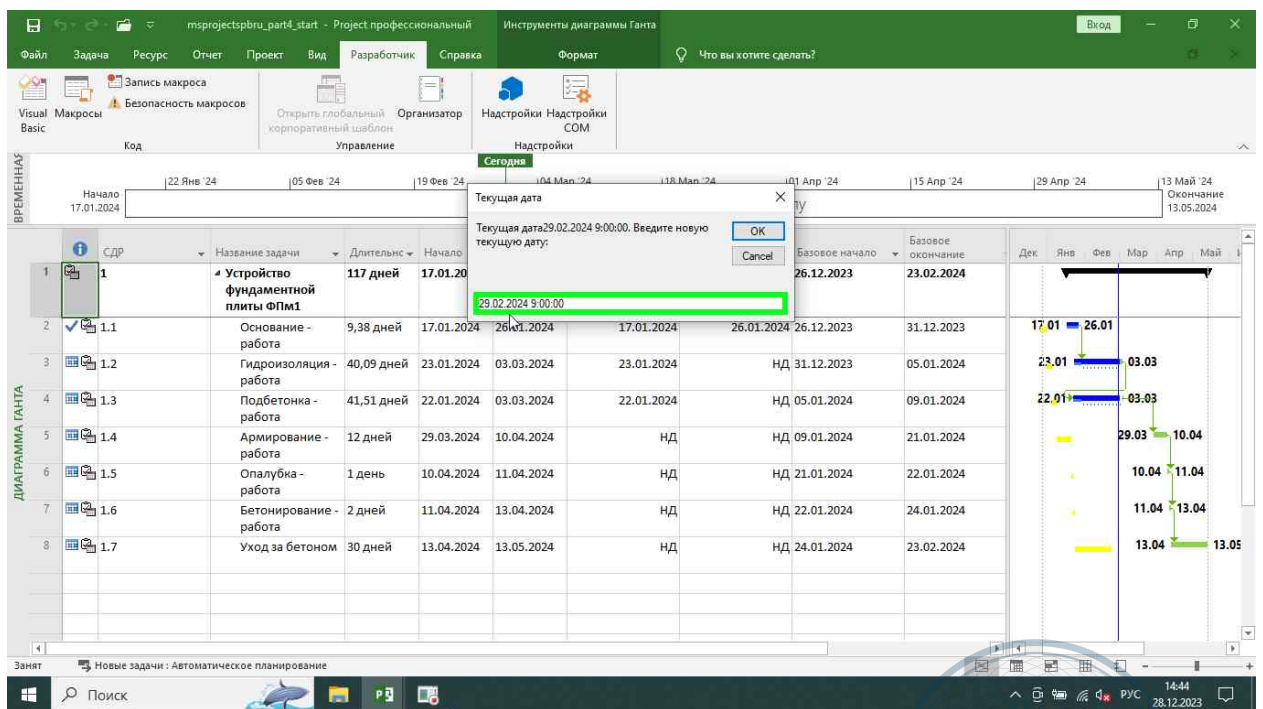 msprojectspbru_part4_start - Project профессиональный
Инструменты диаграммы Ганта
Вход
Файл Задача Ресурс Отчет Проект Вид Разработчик Справка Формат Что вы хотите сделать?
Visual Basic
Макросы
Запись макроса
Безопасность макросов
Открыть глобальный корпоративный шаблон
Организатор
Надстройки
Надстройки COM
Код
Управление
Надстройки
ВРЕМЕННАЯ
Сегодня
22 Янв '24 05 Фев '24 19 Фев '24 04 Мар '24 18 Мар '24 01 Апр '24 15 Апр '24 29 Апр '24 13 Май '24
Начало
17.01.2024
Окончание
13.05.2024
Текущая дата
Текущая дата29.02.2024 9:00:00. Введите новую
текущую дату:
OK
Cancel
29.02.2024 9:00:00
СДР Название задачи Длительнс Начало Базовое начало Базовое окончание Дек Янв Фев Мар Апр Май
1 1 Устройство фундаментной плиты ФПм1 117 дней 17.01.20 26.12.2023 23.02.2024
2 1.1 Основание - работа 9,38 дней 17.01.2024 26.01.2024 17.01.2024 26.01.2024 26.12.2023 31.12.2023 17.01 26.01
3 1.2 Гидроизоляция - работа 40,09 дней 23.01.2024 03.03.2024 23.01.2024 НД 31.12.2023 05.01.2024 23.01 03.03
4 1.3 Подбетонка - работа 41,51 дней 22.01.2024 03.03.2024 22.01.2024 НД 05.01.2024 09.01.2024 22.01 03.03
5 1.4 Армирование - работа 12 дней 29.03.2024 10.04.2024 НД НД 09.01.2024 21.01.2024 29.03 10.04
6 1.5 Опалубка - работа 1 день 10.04.2024 11.04.2024 НД НД 21.01.2024 22.01.2024 10.04 11.04
7 1.6 Бетонирование - работа 2 дней 11.04.2024 13.04.2024 НД НД 22.01.2024 24.01.2024 11.04 13.04
8 1.7 Уход за бетоном 30 дней 13.04.2024 13.05.2024 НД НД 24.01.2024 23.02.2024 13.04 13.05
ДИАГРАММА ГАНТА
Занят Новые задачи : Автоматическое планирование
Поиск
РУС
14:44
28.12.2023